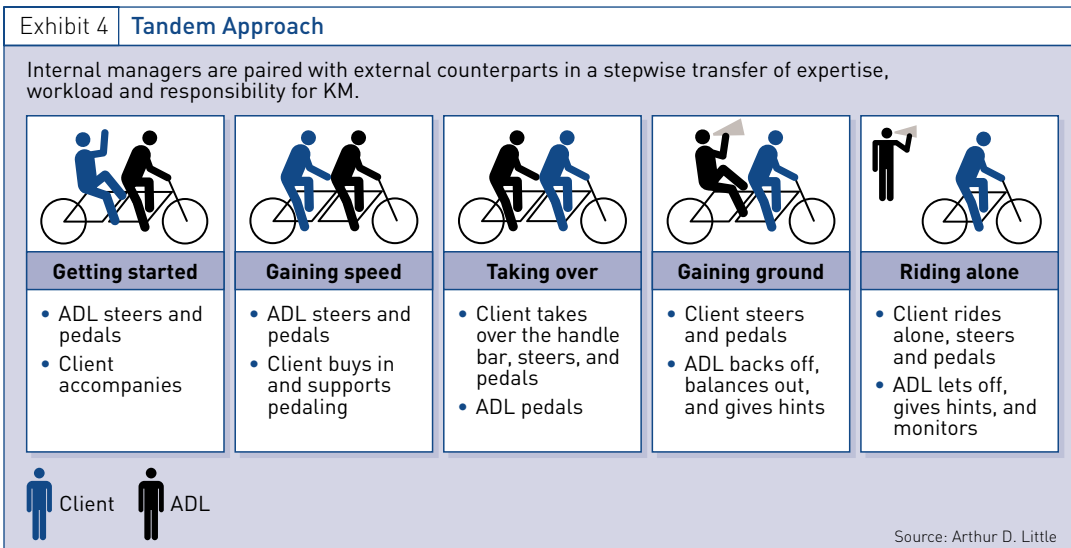 Exhibit 4
Tandem Approach
Internal managers are paired with external counterparts in a stepwise transfer of expertise,
workload and responsibility for KM.
Getting started
• ADL steers and
pedals
• Client
accompanies
Gaining speed
• ADL steers and
pedals
• Client buys in
and supports
pedaling
Taking over
• Client takes
over the handle
bar, steers, and
pedals
• ADL pedals
Gaining ground
• Client steers
and pedals
• ADL backs off,
balances out,
and gives hints
Riding alone
• Client rides
alone, steers
and pedals
• ADL lets off,
gives hints, and
monitors
Client
ADL
Source: Arthur D. Little